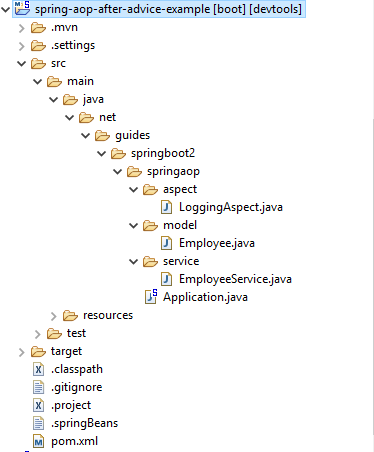 spring-aop-after-advice-example [boot] [devtools]
.mvn
.settings
src
main
java
net
guides
springboot2
springaop
aspect
LoggingAspect.java
model
Employee.java
service
EmployeeService.java
Application.java
resources
test
target
.classpath
.gitignore
.project
.springBeans
pom.xml